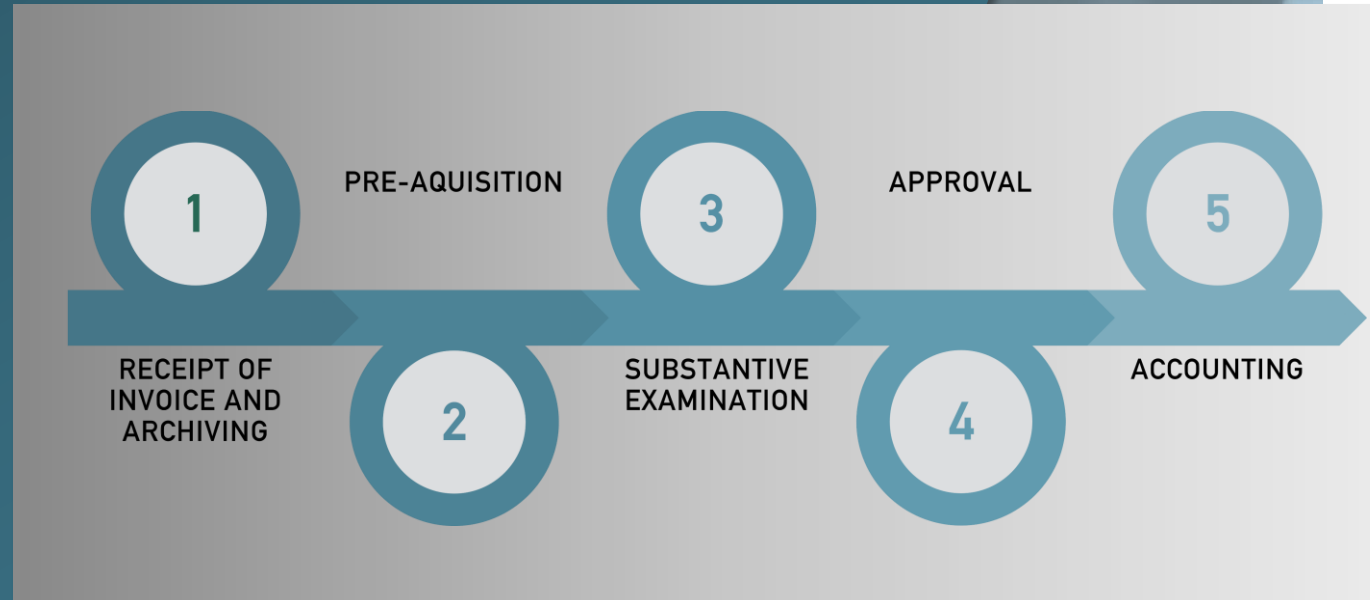 1
RECEIPT OF
INVOICE AND
ARCHIVING
PRE-AQUISITION
2
3
SUBSTANTIVE
EXAMINATION
APPROVAL
4
5
ACCOUNTING